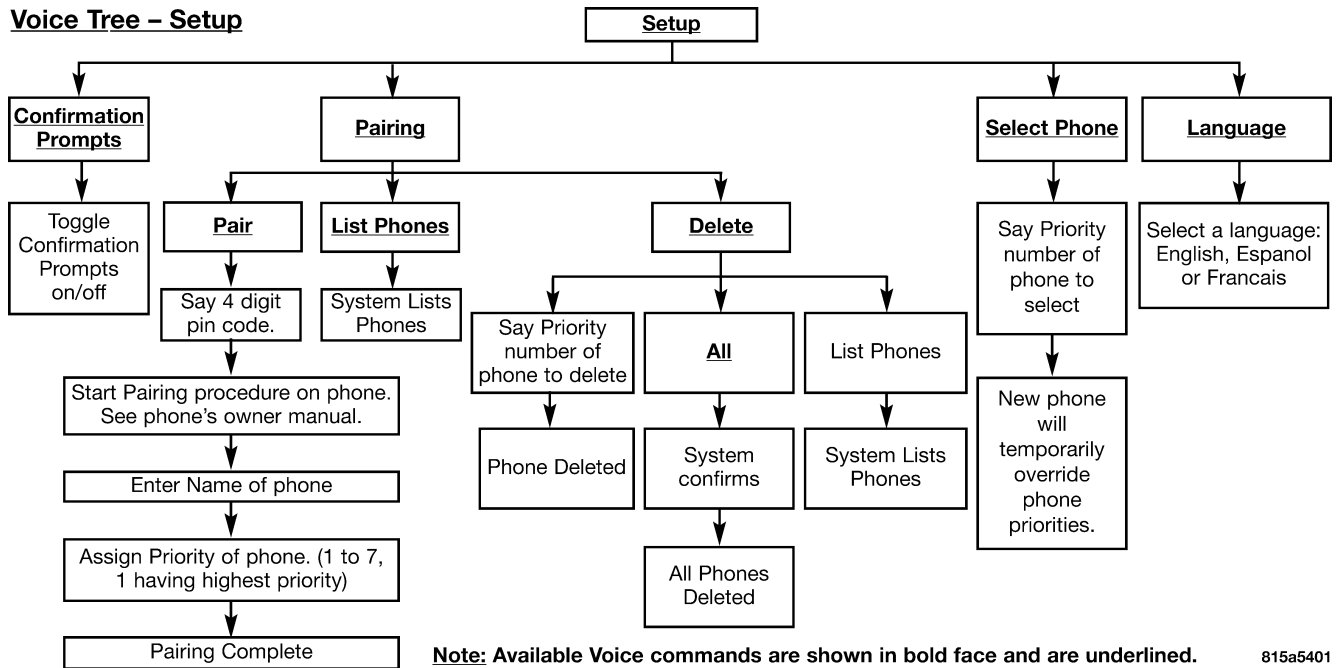 Voice Tree – Setup
Setup
Confirmation
Prompts
Pairing
Select Phone
Language
Toggle
Confirmation
Prompts
on/off
Pair
List Phones
Delete
Say Priority
number of
phone to
select
Select a language:
English, Espanol
or Francais
Say 4 digit
pin code.
System Lists
Phones
Say Priority
number of
phone to delete
All
List Phones
Start Pairing procedure on phone.
See phone’s owner manual.
New phone
will
temporarily
override
phone
priorities.
Phone Deleted
System
confirms
System Lists
Phones
Enter Name of phone
Assign Priority of phone. (1 to 7,
1 having highest priority)
All Phones
Deleted
Pairing Complete
Note: Available Voice commands are shown in bold face and are underlined.
815a5401